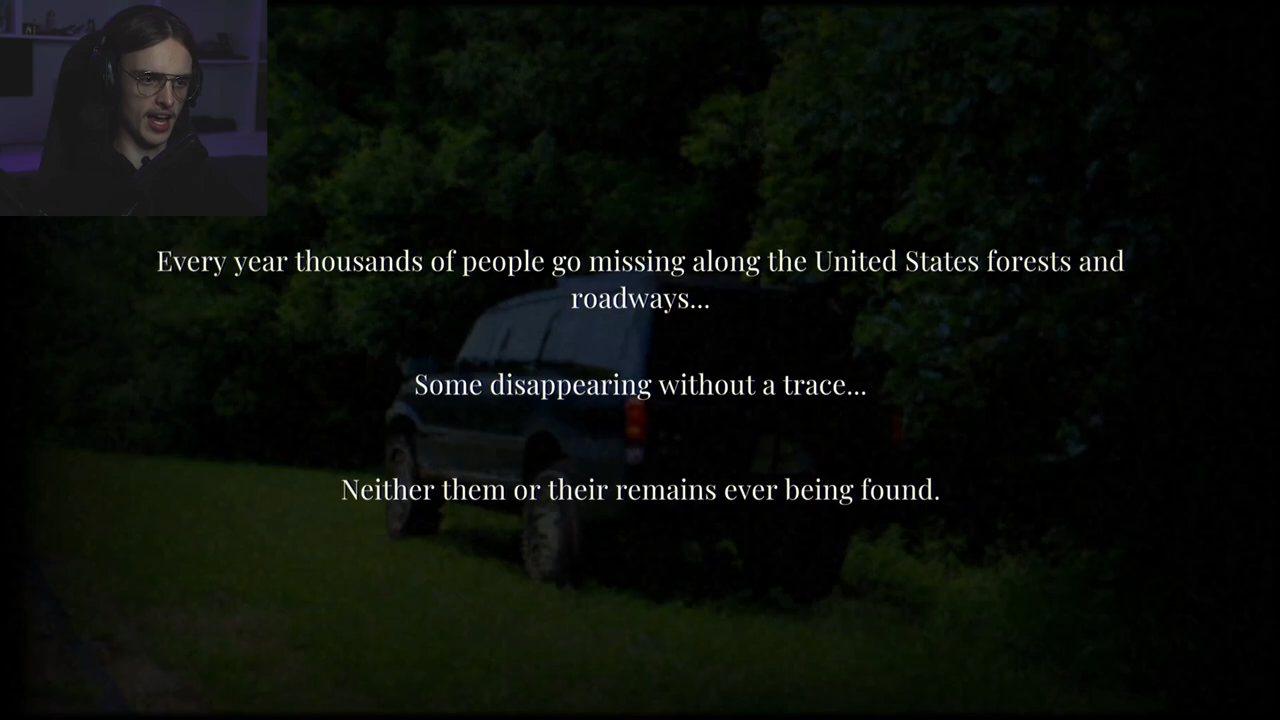 Every year thousands of people go missing along the United States forests and
roadways...
Some disappearing without a trace...
Neither them or their remains ever being found.